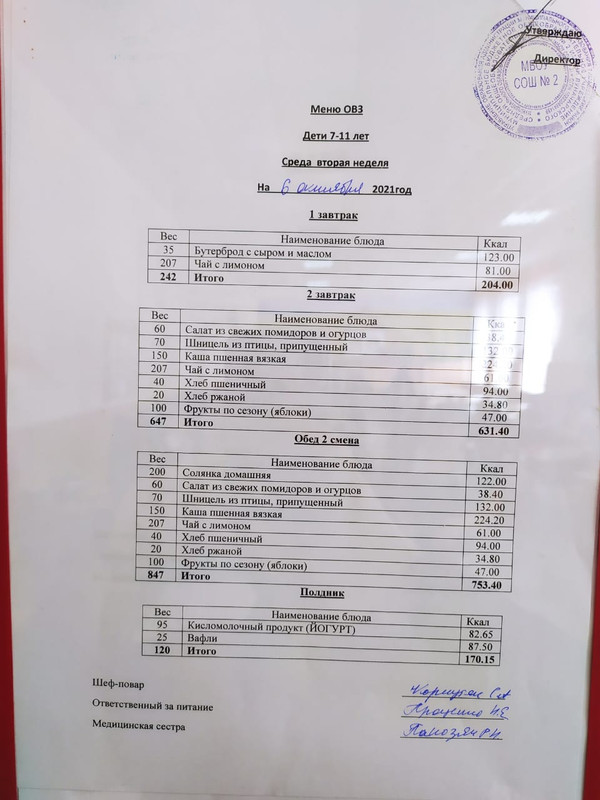 Утверждаю
Директор
МБОУ
СОШ № 2
Меню ОВЗ
Дети 7-11 лет
Среда вторая неделя
На 6 октября 2021год
1 завтрак
Вес Наименование блюда Ккал
35 Бутерброд с сыром и маслом 123.00
207 Чай с лимоном 81.00
242 Итого 204.00
2 завтрак
Вес Наименование блюда Ккал
60 Салат из свежих помидоров и огурцов
70 Шницель из птицы, припущенный
150 Каша пшенная вязкая
207 Чай с лимоном
40 Хлеб пшеничный 94.00
20 Хлеб ржаной 34.80
100 Фрукты по сезону (яблоки) 47.00
647 Итого 631.40
Обед 2 смена
Вес Наименование блюда Ккал
200 Солянка домашняя 122.00
60 Салат из свежих помидоров и огурцов 38.40
70 Шницель из птицы, припущенный 132.00
150 Каша пшенная вязкая 224.20
207 Чай с лимоном 61.00
40 Хлеб пшеничный 94.00
20 Хлеб ржаной 34.80
100 Фрукты по сезону (яблоки) 47.00
847 Итого 753.40
Полдник
Вес Наименование блюда Ккал
95 Кисломолочный продукт (ЙОГУРТ) 82.65
25 Вафли 87.50
120 Итого 170.15
Шеф-повар
Ответственный за питание
Медицинская сестра